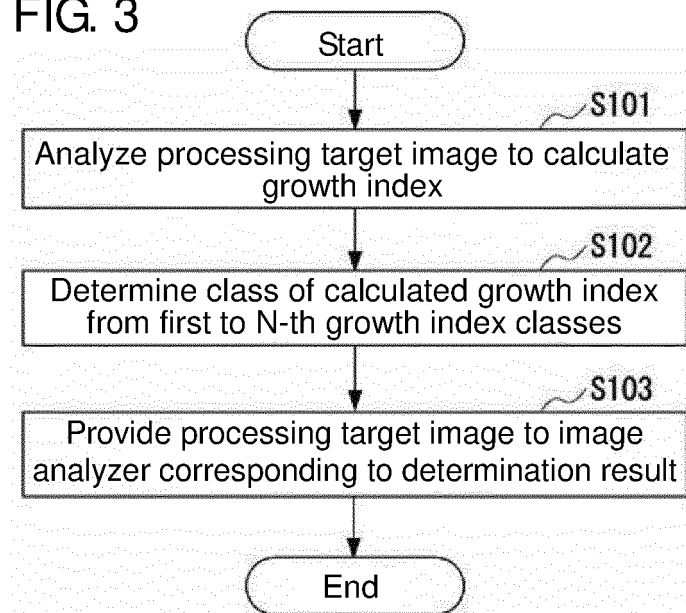 FIG. 3
Start
S101
Analyze processing target image to calculate
growth index
S102
Determine class of calculated growth index
from first to N-th growth index classes
S103
Provide processing target image to image
analyzer corresponding to determination result
End